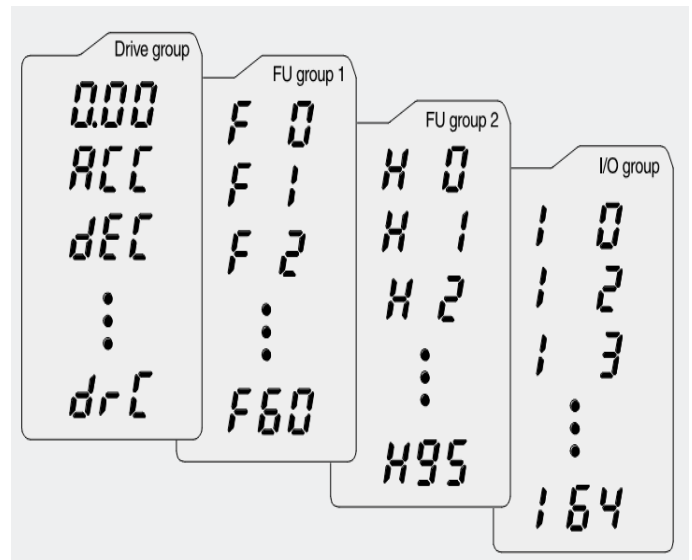 Drive group
0.00
ACC
dEC
drC
FU group 1
F 0
F 1
F 2
F60
FU group 2
H 0
H 1
H 2
H95
I/O group
I 0
I 2
I 3
I 64